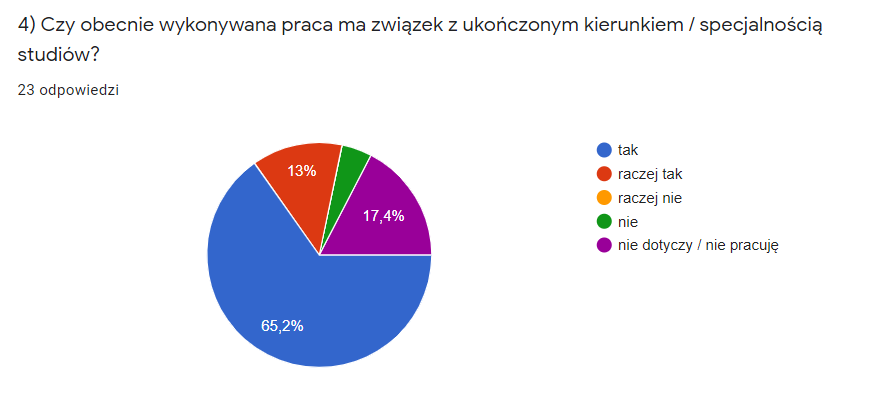 4) Czy obecnie wykonywana praca ma związek z ukończonym kierunkiem / specjalnością
studiów?
23 odpowiedzi
13%
17,4%
65,2%
tak
raczej tak
raczej nie
nie
nie dotyczy / nie pracuję